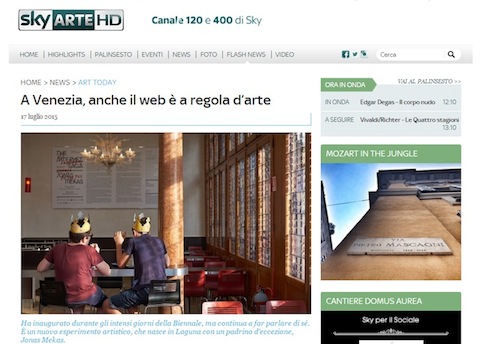 sky ARTE HD
Canale 120 e 400 di Sky
HOME HIGHLIGHTS PALINSESTO EVENTI NEWS FOTO FLASH NEWS VIDEO
Cerca
HOME > NEWS > ART TODAY
A Venezia, anche il web è a regola d'arte
17 luglio 2015
Ha inaugurato durante gli intensi giorni della Biennale, ma continua a far parlare di sé.
È un nuovo esperimento artistico, che nasce in Laguna con un padrino d'eccezione,
Jonas Mekas.
ORA IN ONDA
VAI AL PALINSESTO >>
IN ONDA Edgar Degas - Il corpo nudo 12:10
A SEGUIRE Vivaldi/Richter - Le Quattro stagioni
13:10
MOZART IN THE JUNGLE
VIA
PIETRO MASCAGNI
CANTIERE DOMUS AUREA
Sky per il Sociale